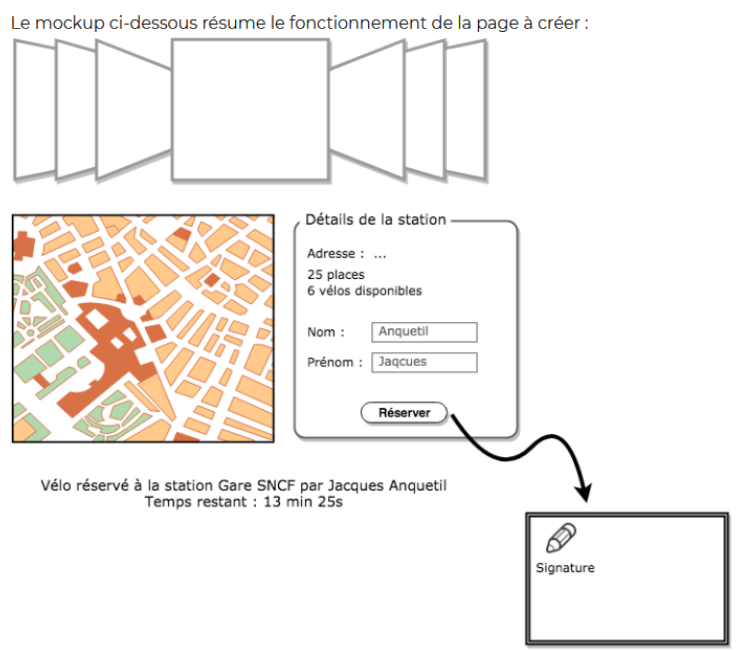 Le mockup ci-dessous résume le fonctionnement de la page à créer :
Détails de la station
Adresse : ...
25 places
6 vélos disponibles
Nom : Anquetil
Prénom : Jaqcues
Réserver
Vélo réservé à la station Gare SNCF par Jacques Anquetil
Temps restant : 13 min 25s
Signature